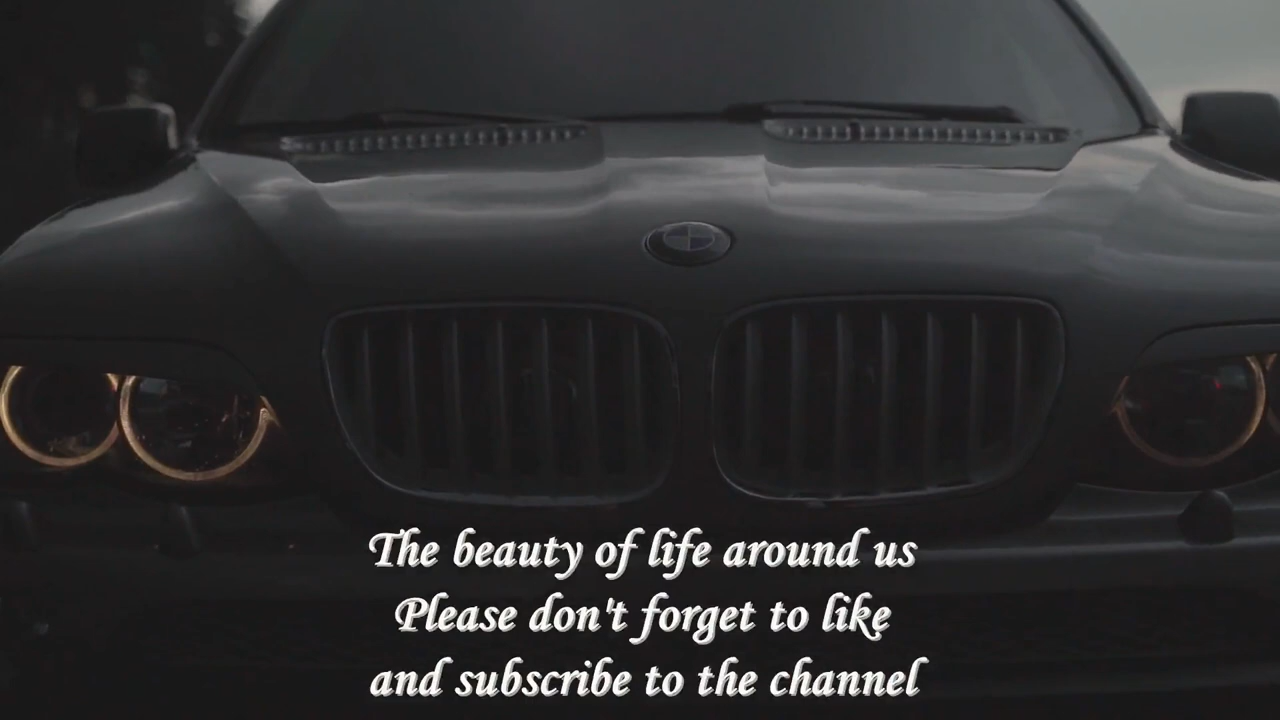 The beauty of life around us
Please don't forget to like
and subscribe to the channel